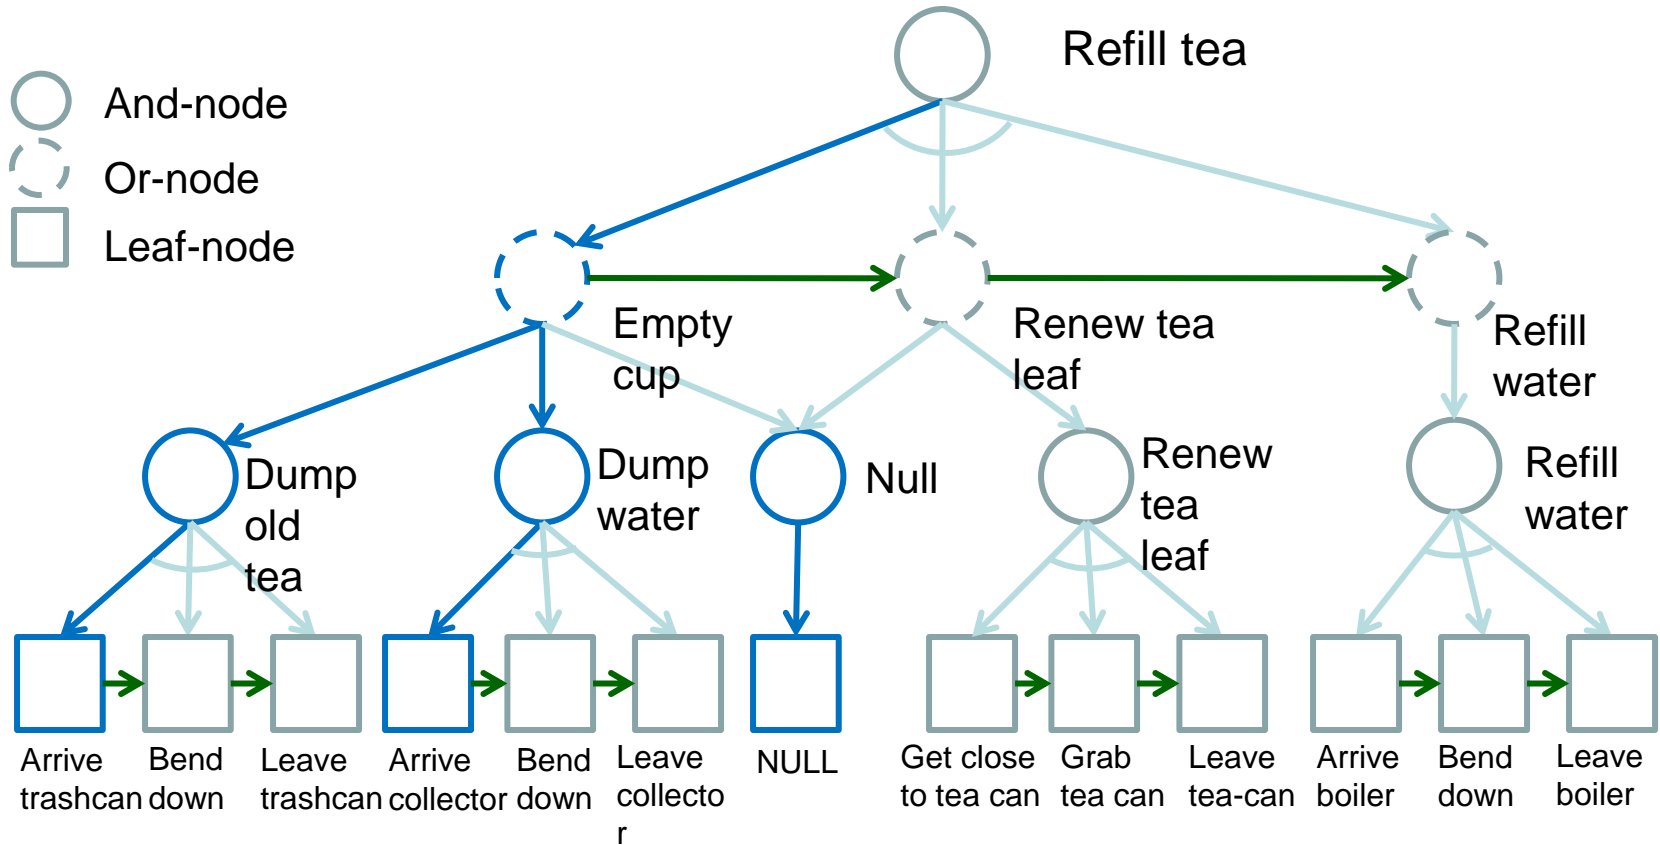 Refill tea
And-node
Or-node
Leaf-node
Empty
cup
Renew tea
leaf
Refill
water
Dump
old
tea
Dump
water
Null
Renew
tea
leaf
Refill
water
Arrive
trashcan
Bend
down
Leave
trashcan
Arrive
collector
Bend
down
Leave
collecto
r
NULL
Get close
to tea can
Grab
tea can
Leave
tea-can
Arrive
boiler
Bend
down
Leave
boiler